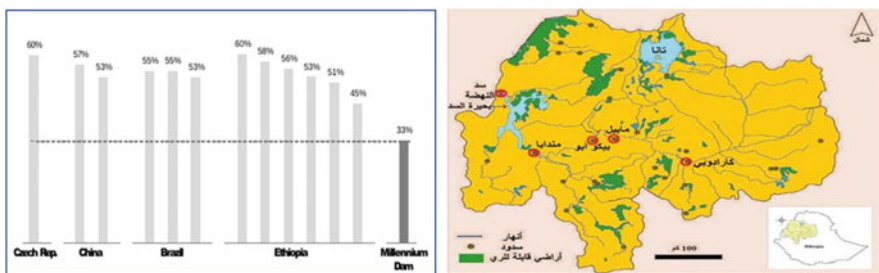 60%
57%
53%
55%
55%
53%
60%
58%
56%
53%
51%
45%
33%
Czech Rep.
China
Brazil
Ethiopia
Millennium
Dam
شمال
تانا
سد
النهضة
بحيرة السد
مابيل
بيكو ابو
مندايا
كارادوبي
أنهار
سدود
أراضي قابلة للري
100 كم
Ethiopia